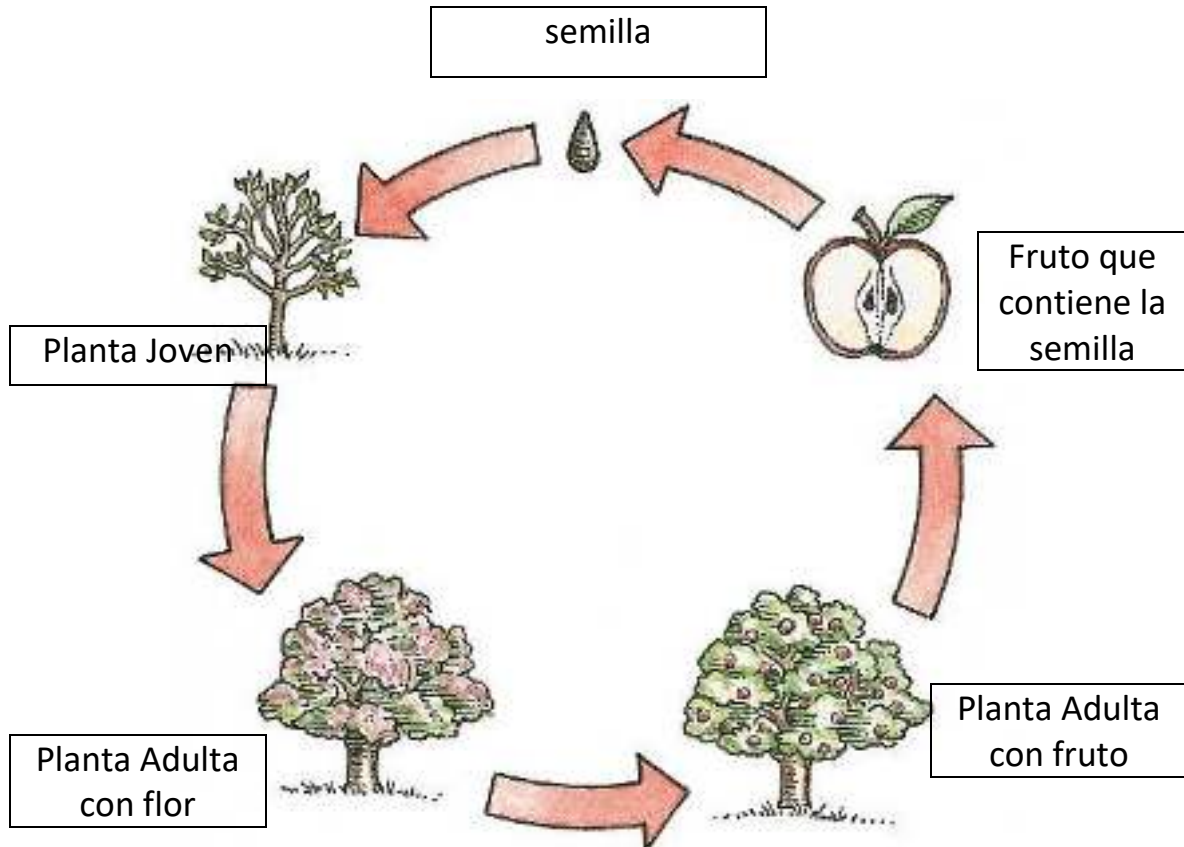 semilla
Fruto que
contiene la
semilla
Planta Joven
Planta Adulta
con fruto
Planta Adulta
con flor